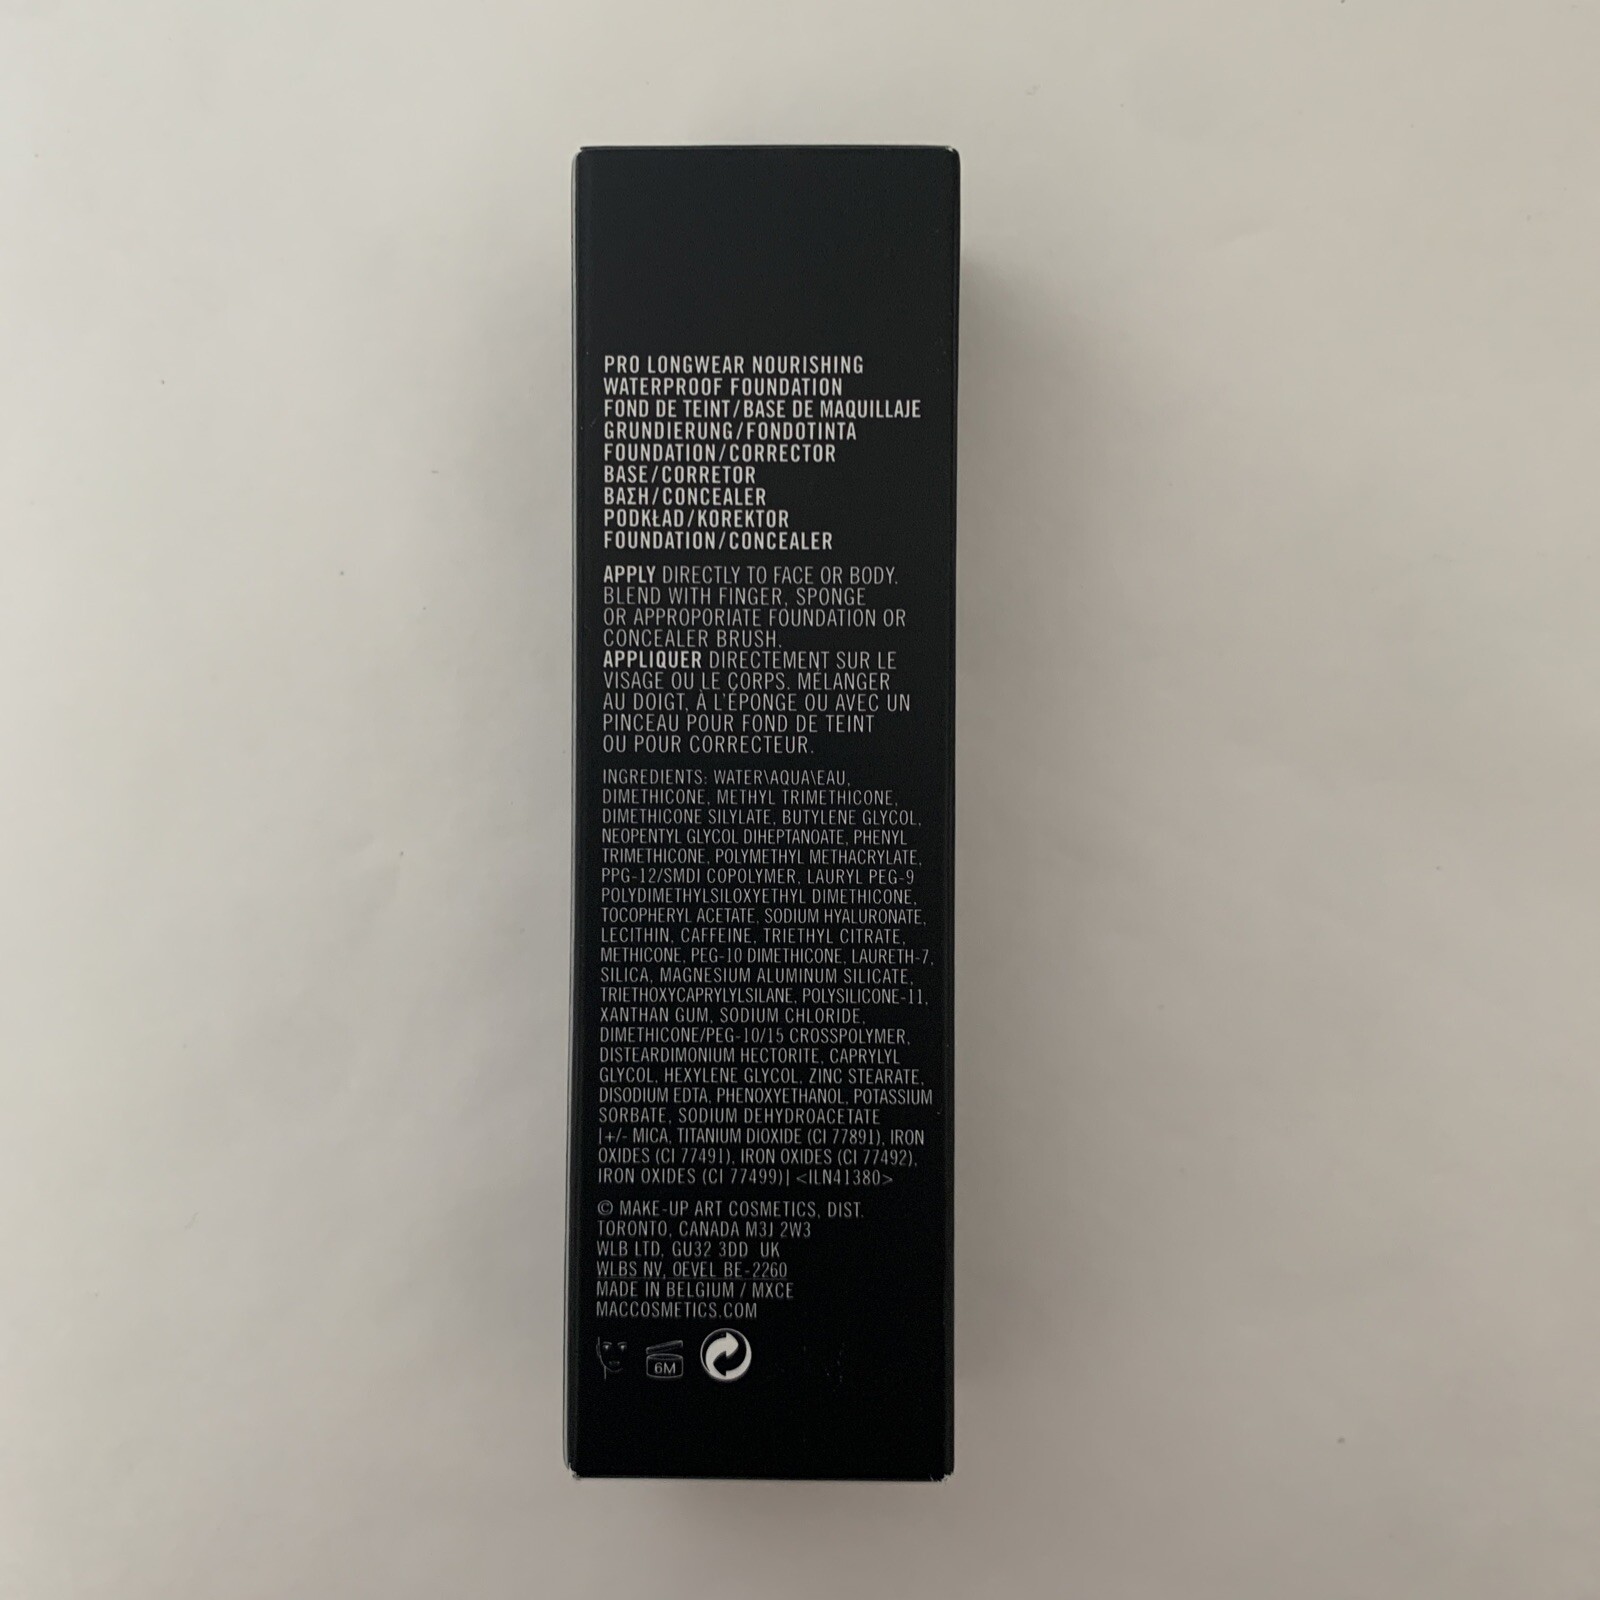 PRO LONGWEAR NOURISHING
WATERPROOF FOUNDATION
FOND DE TEINT/BASE DE MAQUILLAJE
GRUNDIERUNG/FONDOTINTA
FOUNDATION/CORRECTOR
BASE/CORRETOR
ΒΑΣΗ/CONCEALER
PODKŁAD/KOREKTOR
FOUNDATION/CONCEALER
APPLY DIRECTLY TO FACE OR BODY.
BLEND WITH FINGER, SPONGE
OR APPROPORIATE FOUNDATION OR
CONCEALER BRUSH.
APPLIQUER DIRECTEMENT SUR LE
VISAGE OU LE CORPS. MÉLANGER
AU DOIGT, À L'ÉPONGE OU AVEC UN
PINCEAU POUR FOND DE TEINT
OU POUR CORRECTEUR.
INGREDIENTS: WATER\AQUA\EAU,
DIMETHICONE, METHYL TRIMETHICONE,
DIMETHICONE SILYLATE, BUTYLENE GLYCOL,
NEOPENTYL GLYCOL DIHEPTANOATE, PHENYL
TRIMETHICONE, POLYMETHYL METHACRYLATE,
PPG-12/SMDI COPOLYMER, LAURYL PEG-9
POLYDIMETHYLSILOXYETHYL DIMETHICONE,
TOCOPHERYL ACETATE, SODIUM HYALURONATE,
LECITHIN, CAFFEINE, TRIETHYL CITRATE,
METHICONE, PEG-10 DIMETHICONE, LAURETH-7,
SILICA, MAGNESIUM ALUMINUM SILICATE,
TRIETHOXYCAPRYLYLSILANE, POLYSILICONE-11,
XANTHAN GUM, SODIUM CHLORIDE,
DIMETHICONE/PEG-10/15 CROSSPOLYMER,
DISTEARDIMONIUM HECTORITE, CAPRYLYL
GLYCOL, HEXYLENE GLYCOL, ZINC STEARATE,
DISODIUM EDTA, PHENOXYETHANOL, POTASSIUM
SORBATE, SODIUM DEHYDROACETATE
|+/- MICA, TITANIUM DIOXIDE (CI 77891), IRON
OXIDES (CI 77491), IRON OXIDES (CI 77492),
IRON OXIDES (CI 77499)| <ILN41380>
© MAKE-UP ART COSMETICS, DIST.
TORONTO, CANADA M3J 2W3
WLB LTD, GU32 3DD UK
WLBS NV, OEVEL BE-2260
MADE IN BELGIUM / MXCE
MACCOSMETICS.COM
6M